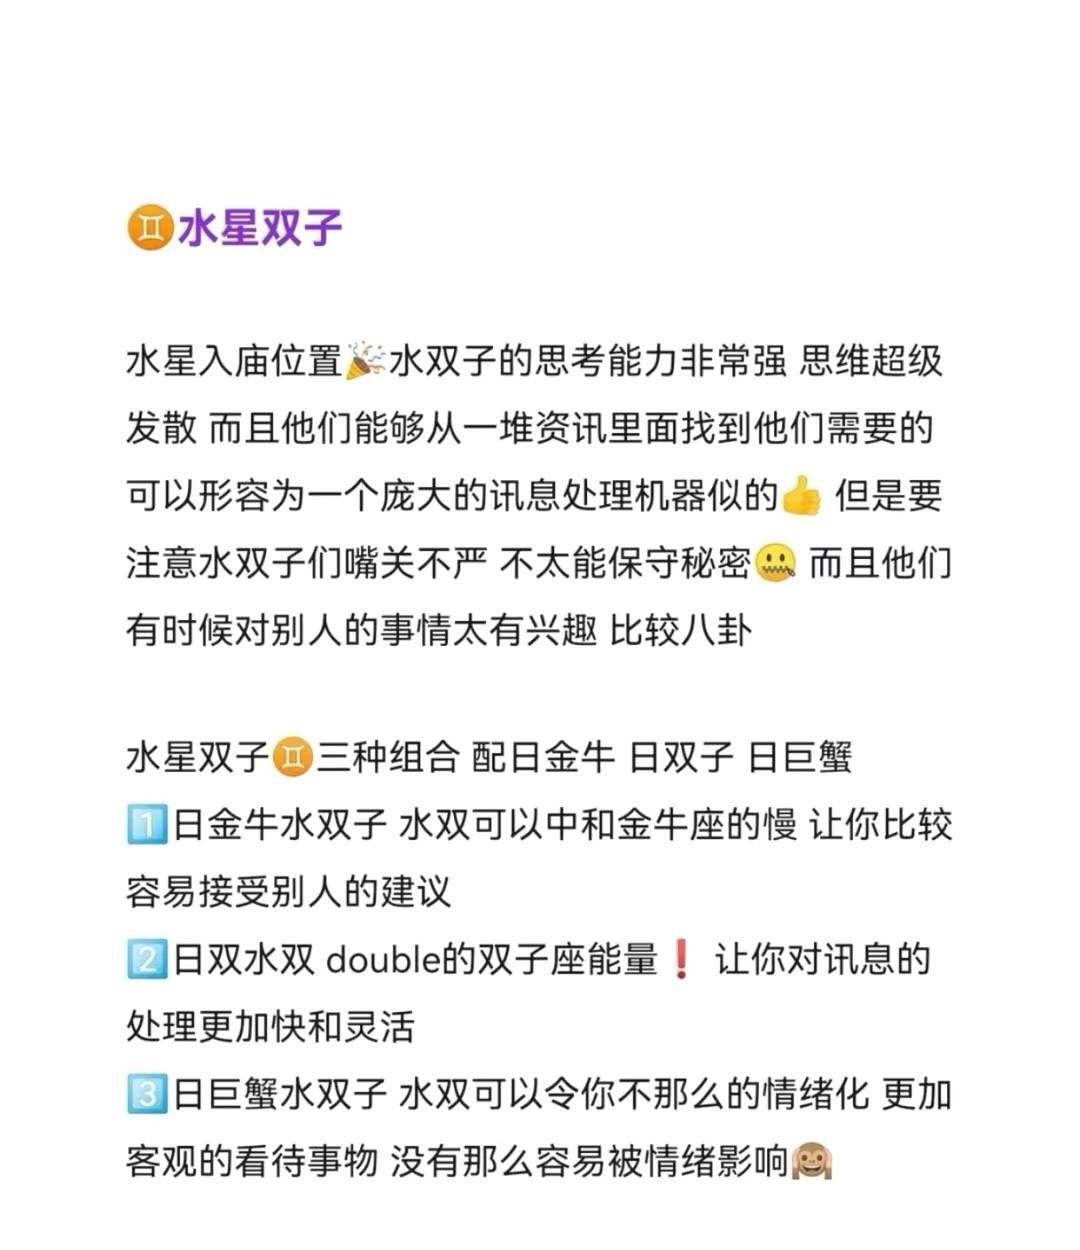 ♊水星双子
水星入庙位置🎉水双子的思考能力非常强 思维超级
发散 而且他们能够从一堆资讯里面找到他们需要的
可以形容为一个庞大的讯息处理机器似的👍 但是要
注意水双子们嘴关不严 不太能保守秘密🤐 而且他们
有时候对别人的事情太有兴趣 比较八卦
水星双子♊三种组合 配日金牛 日双子 日巨蟹
1️⃣日金牛水双子 水双可以中和金牛座的慢 让你比较
容易接受别人的建议
2️⃣日双水双 double的双子座能量❗ 让你对讯息的
处理更加快和灵活
3️⃣日巨蟹水双子 水双可以令你不那么的情绪化 更加
客观的看待事物 没有那么容易被情绪影响🙉